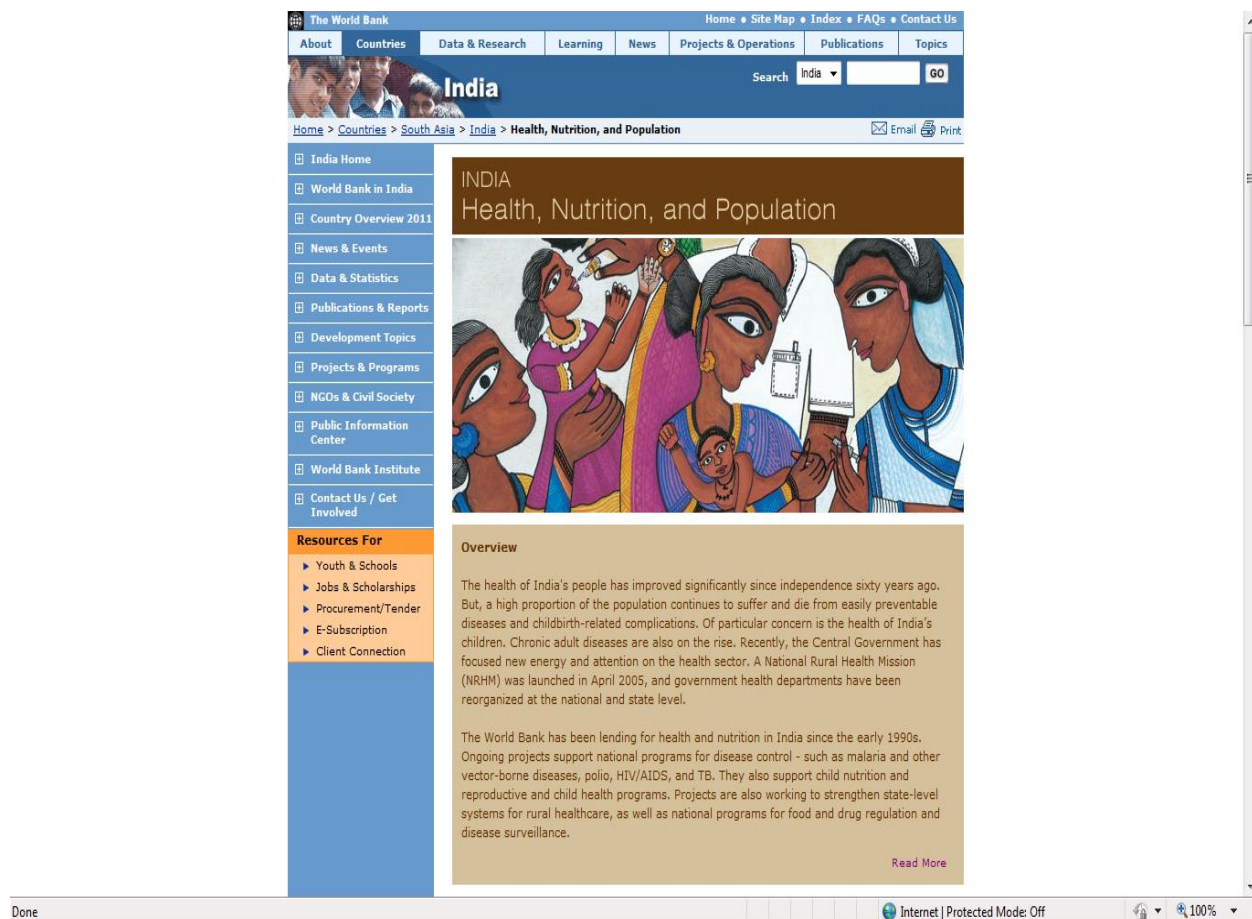 The World Bank
Home • Site Map • Index • FAQs • Contact Us
About Countries Data & Research Learning News Projects & Operations Publications Topics
India
Search India GO
Home > Countries > South Asia > India > Health, Nutrition, and Population
Email Print
India Home
World Bank in India
Country Overview 2011
News & Events
Data & Statistics
Publications & Reports
Development Topics
Projects & Programs
NGOs & Civil Society
Public Information
Center
World Bank Institute
Contact Us / Get
Involved
Resources For
Youth & Schools
Jobs & Scholarships
Procurement/Tender
E-Subscription
Client Connection
INDIA
Health, Nutrition, and Population
Overview
The health of India's people has improved significantly since independence sixty years ago.
But, a high proportion of the population continues to suffer and die from easily preventable
diseases and childbirth-related complications. Of particular concern is the health of India's
children. Chronic adult diseases are also on the rise. Recently, the Central Government has
focused new energy and attention on the health sector. A National Rural Health Mission
(NRHM) was launched in April 2005, and government health departments have been
reorganized at the national and state level.
The World Bank has been lending for health and nutrition in India since the early 1990s.
Ongoing projects support national programs for disease control - such as malaria and other
vector-borne diseases, polio, HIV/AIDS, and TB. They also support child nutrition and
reproductive and child health programs. Projects are also working to strengthen state-level
systems for rural healthcare, as well as national programs for food and drug regulation and
disease surveillance.
Read More
Done
Internet | Protected Mode: Off
100%